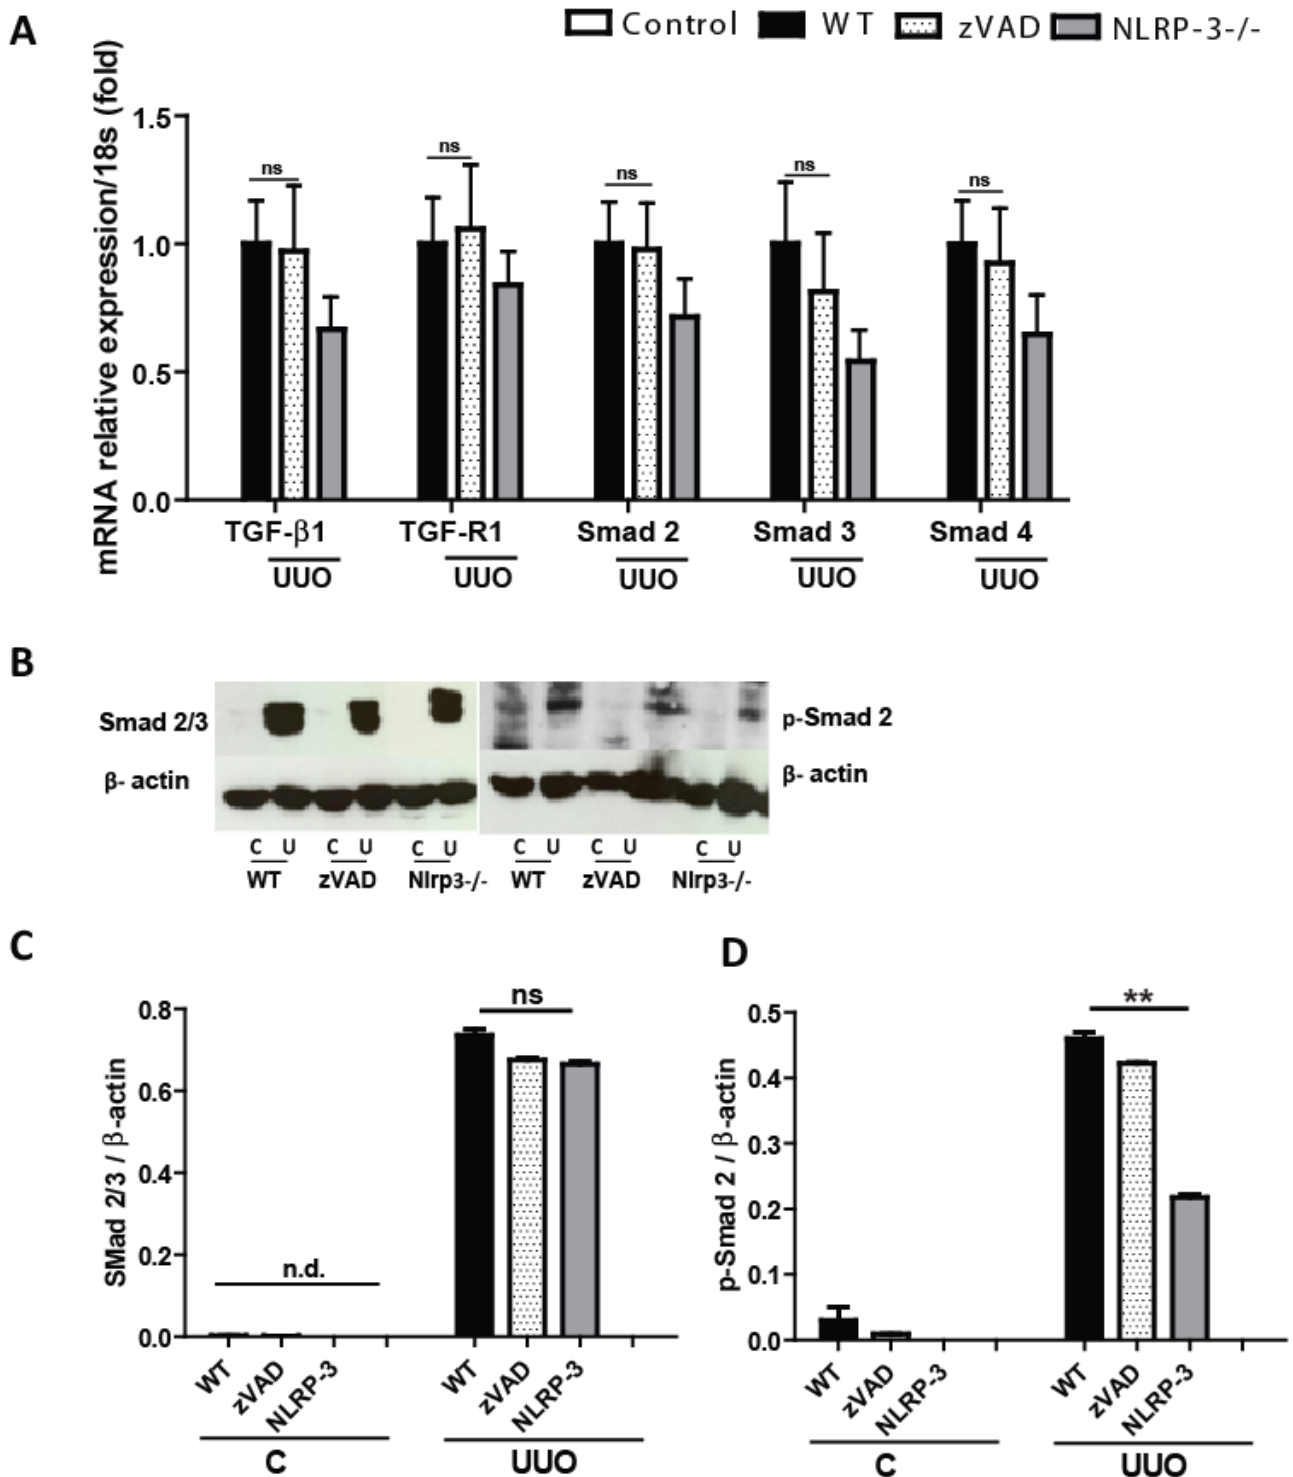 A
Control WT zVAD NLRP-3-/-
mRNA relative expression/18s (fold)
1.5
1.0
0.5
0.0
ns ns ns ns ns
TGF-β1 TGF-R1 Smad 2 Smad 3 Smad 4
UUO UUO UUO UUO UUO
B
Smad 2/3 p-Smad 2
β- actin β- actin
C U C U C U C U C U C U
WT zVAD Nlrp3-/- WT zVAD Nlrp3-/-
C
SMad 2/3 / β-actin
0.8
0.6
0.4
0.2
0.0
n.d.
ns
WT zVAD NLRP-3 WT zVAD NLRP-3
C UUO
D
p-Smad 2 / β-actin
0.5
0.4
0.3
0.2
0.1
0.0
**
WT zVAD NLRP-3 WT zVAD NLRP-3
C UUO